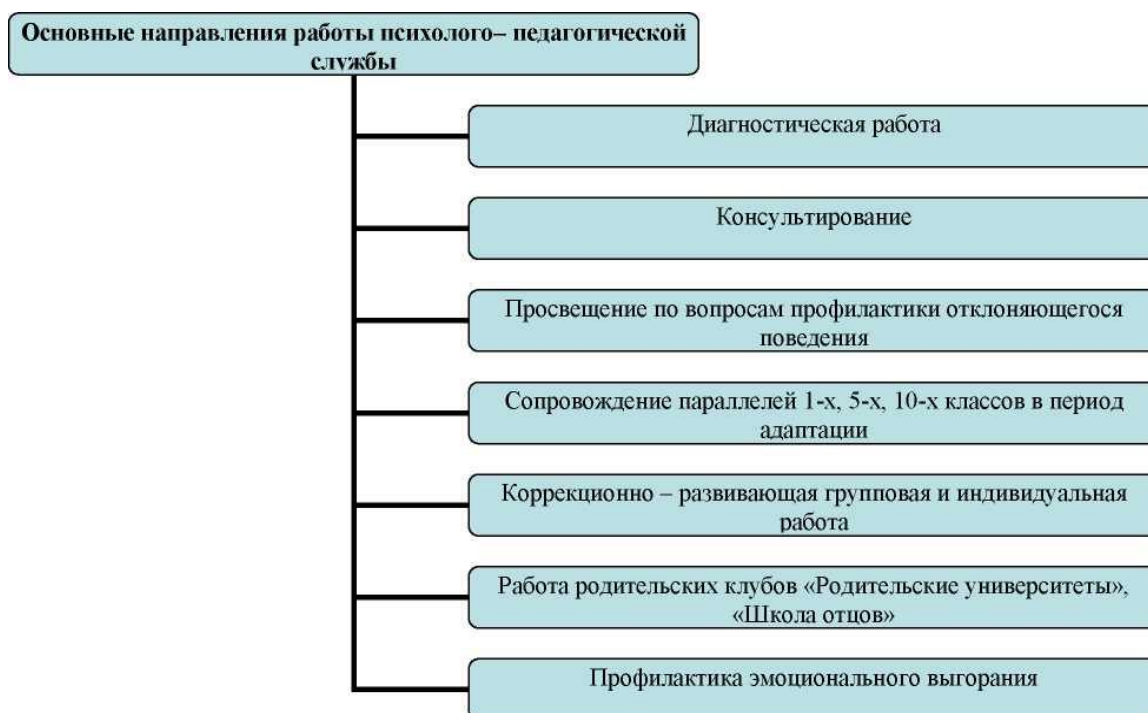 Основные направления работы психолого– педагогической
службы
Диагностическая работа
Консультирование
Просвещение по вопросам профилактики отклоняющегося
поведения
Сопровождение параллелей 1-х, 5-х, 10-х классов в период
адаптации
Коррекционно – развивающая групповая и индивидуальная
работа
Работа родительских клубов «Родительские университеты»,
«Школа отцов»
Профилактика эмоционального выгорания